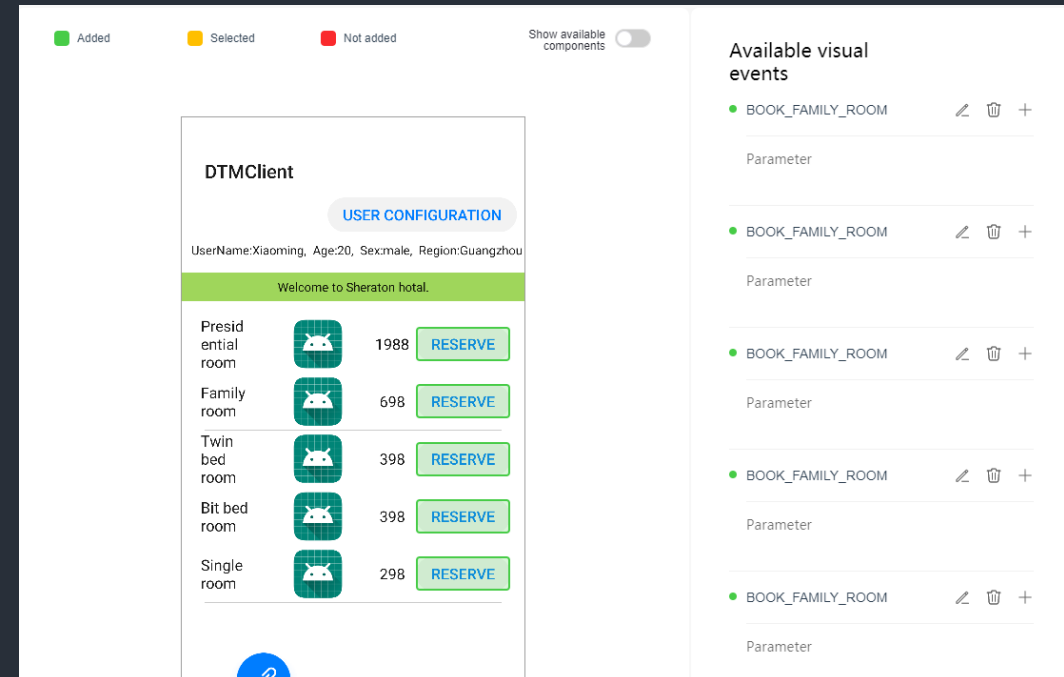 Added
Selected
Not added
Show available
components
DTMClient
USER CONFIGURATION
UserName:Xiaoming, Age:20, Sex:male, Region:Guangzhou
Welcome to Sheraton hotal.
Presid
ential
room
1988
RESERVE
Family
room
698
RESERVE
Twin
bed
room
398
RESERVE
Bit bed
room
398
RESERVE
Single
room
298
RESERVE
Available visual
events
BOOK_FAMILY_ROOM
Parameter
BOOK_FAMILY_ROOM
Parameter
BOOK_FAMILY_ROOM
Parameter
BOOK_FAMILY_ROOM
Parameter
BOOK_FAMILY_ROOM
Parameter